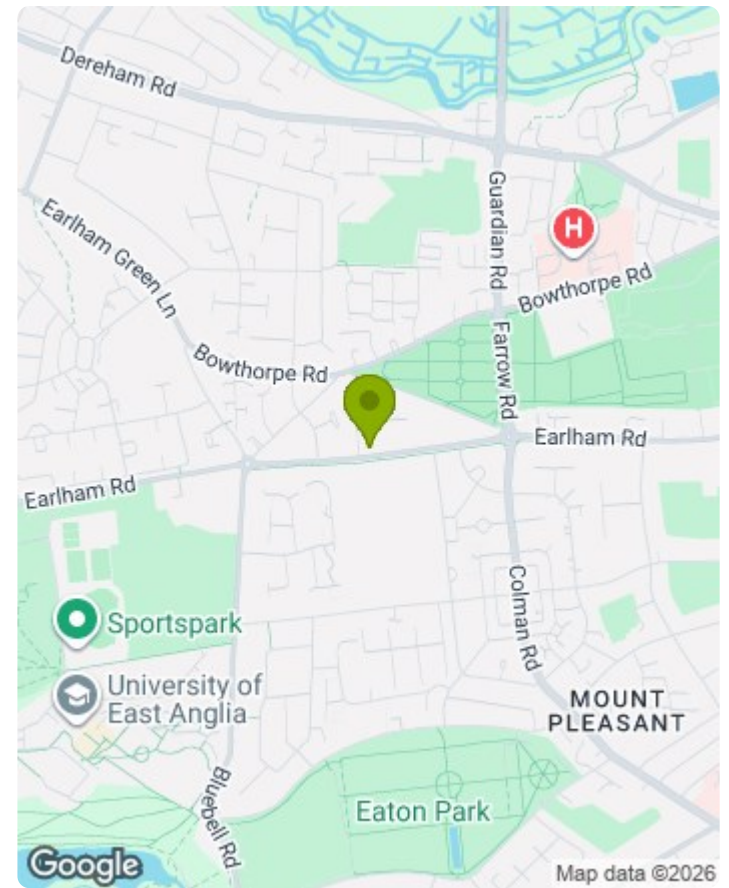 Dereham Rd
Guardian Rd
H
Earlham Green Ln
Bowthorpe Rd
Bowthorpe Rd
Farrow Rd
Earlham Rd
Earlham Rd
Colman Rd
Sportspark
University of
East Anglia
MOUNT
PLEASANT
Bluebell Rd
Eaton Park
Google
Map data ©2026